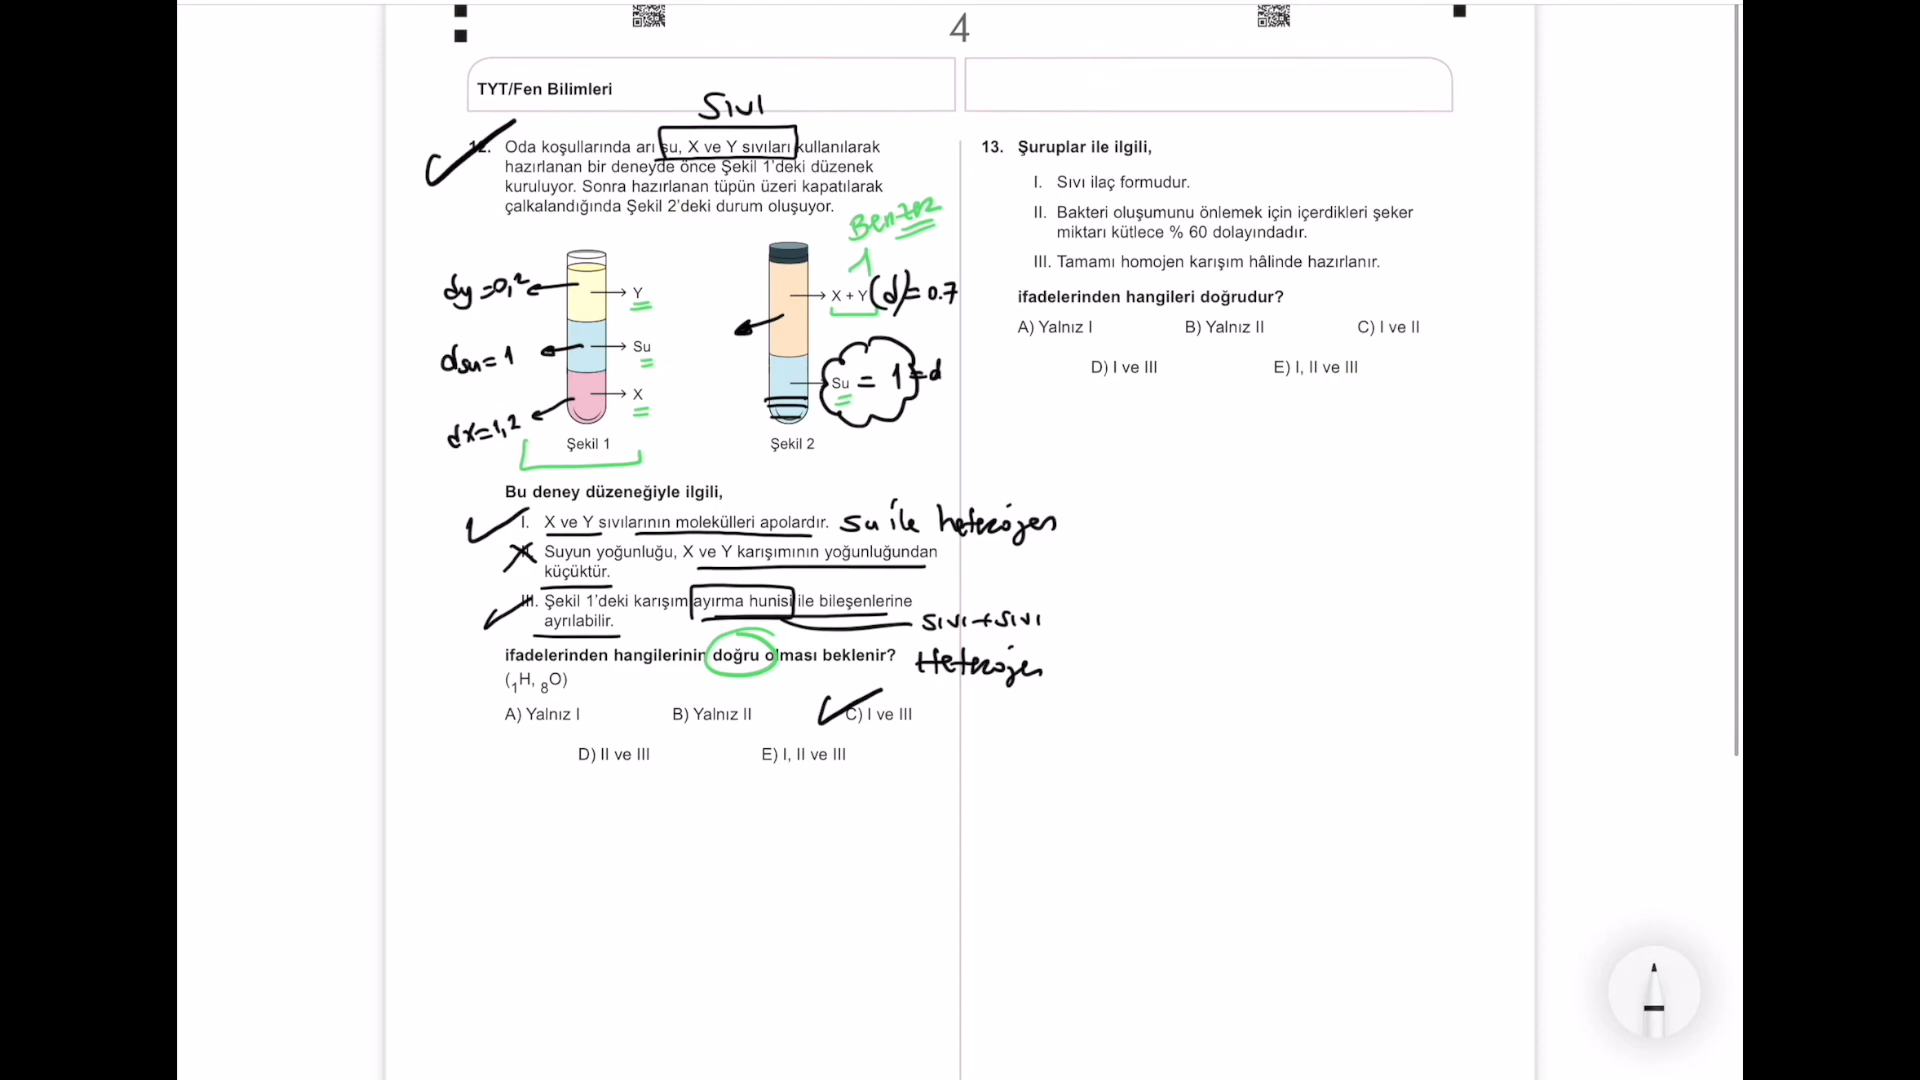 4
TYT/Fen Bilimleri
SIVI
12. Oda koşullarında arı su, X ve Y sıvıları kullanılarak
hazırlanan bir deneyde önce Şekil 1'deki düzenek
kuruluyor. Sonra hazırlanan tüpün üzeri kapatılarak
çalkalandığında Şekil 2'deki durum oluşuyor.
Benzer
dy=0,2
Y
X + Y (d)=0.7
dsu=1
Su
Su = 1=d
X
dx=1,2
Şekil 1
Şekil 2
Bu deney düzeneğiyle ilgili,
I. X ve Y sıvılarının molekülleri apolardır. Su ile heterojen
II. Suyun yoğunluğu, X ve Y karışımının yoğunluğundan
küçüktür.
III. Şekil 1'deki karışım ayırma hunisi ile bileşenlerine
ayrılabilir.
SIVI+SIVI
Heterojen
ifadelerinden hangilerinin doğru olması beklenir?
(1H, 8O)
A) Yalnız I B) Yalnız II C) I ve III
D) II ve III E) I, II ve III
13. Şuruplar ile ilgili,
I. Sıvı ilaç formudur.
II. Bakteri oluşumunu önlemek için içerdikleri şeker
miktarı kütlece % 60 dolayındadır.
III. Tamamı homojen karışım hâlinde hazırlanır.
ifadelerinden hangileri doğrudur?
A) Yalnız I B) Yalnız II C) I ve II
D) I ve III E) I, II ve III